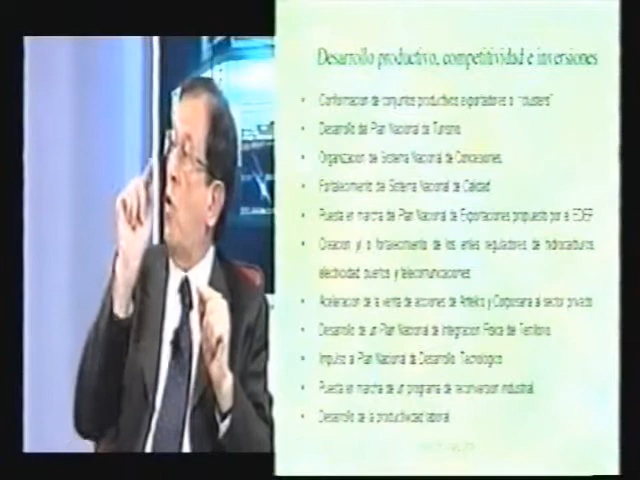 Desarrollo productivo, competitividad e inversiones
• Conformación de conjuntos productivos exportadores o "clusters"
• Desarrollo del Plan Nacional de Turismo
• Organización de Sistema Nacional de Concesiones.
• Fortalecimiento del Sistema Nacional de Calidad
• Puesta en marcha del Plan Nacional de Exportaciones propuesto por el
• Creación y/ o fortalecimiento de los entes reguladores de hidrocarburos,
electricidad, puertos y telecomunicaciones
• Aceleración de la venta de acciones de y al sector privado
• Desarrollo de un Plan Nacional de Integración Física del Territorio.
• Impulso a Plan Nacional de Desarrollo Tecnológico
• Puesta en marcha de un programa de reconversión industrial.
• Desarrollo de la productividad laboral